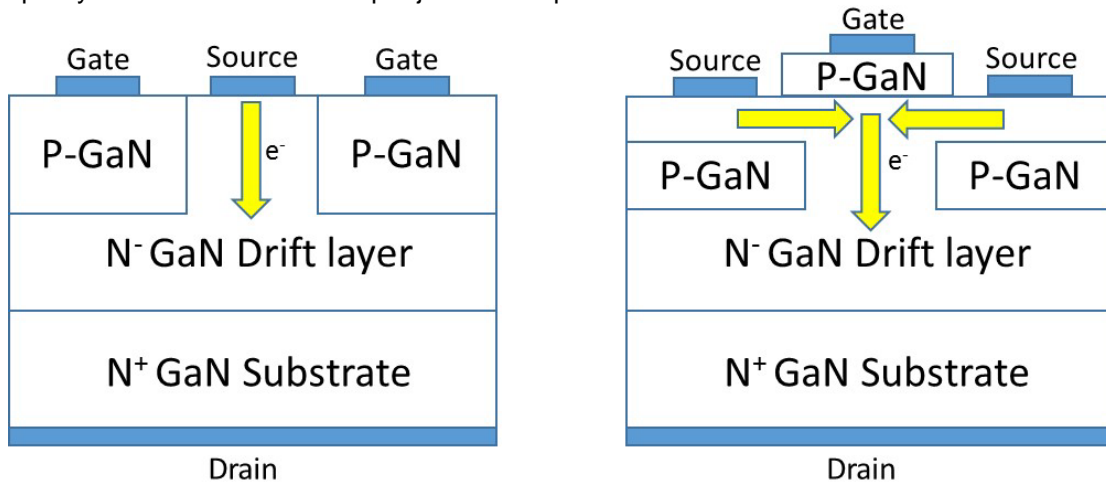 Gate
Source
Gate
P-GaN
e-
P-GaN
N- GaN Drift layer
N+ GaN Substrate
Drain
Gate
Source
P-GaN
Source
e-
P-GaN
P-GaN
N- GaN Drift layer
N+ GaN Substrate
Drain